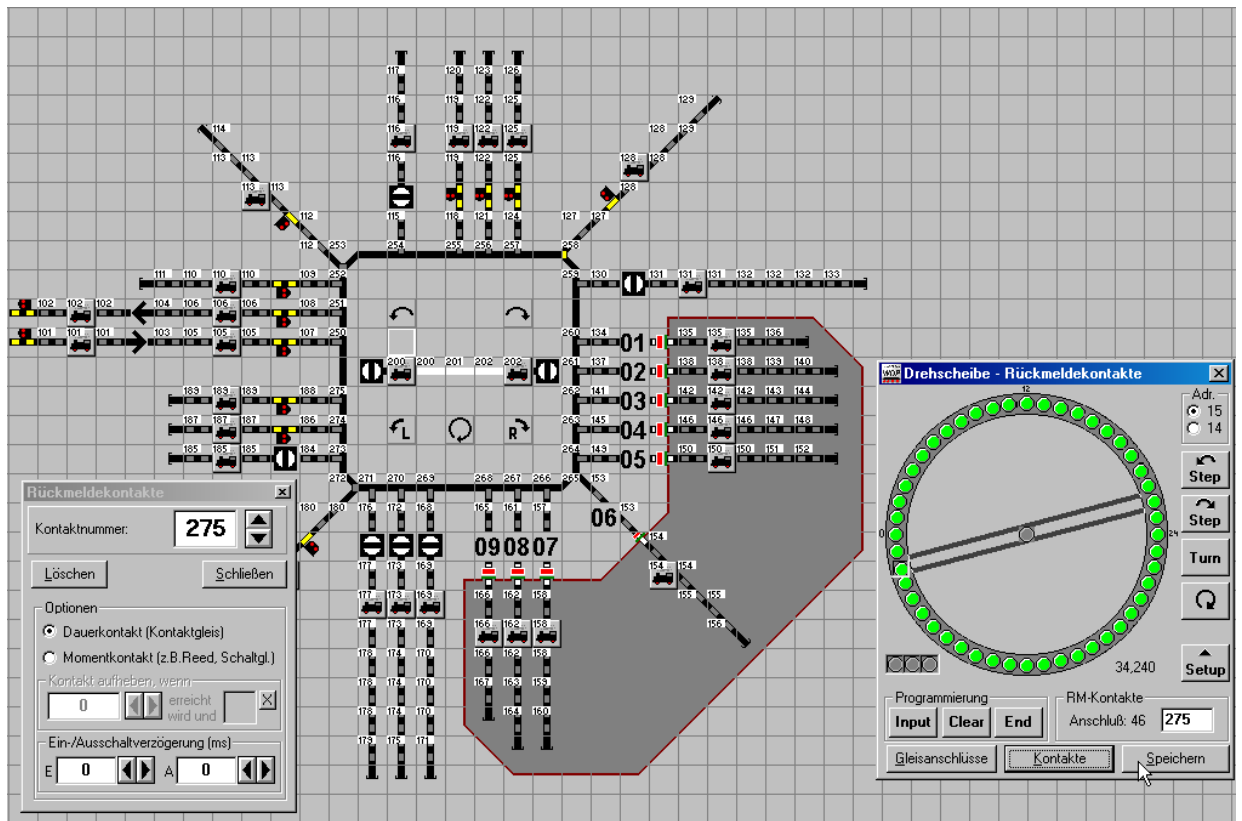 117 120 123 126
116 119 122 125
116 119 122 125
116 119 122 125
115 118 121 124
254 255 256 257
114
113 113
113 113
112
112 253
129
128 129
128 128
128
127 127
258
111 110 110 110 109 252
102 102 102 104 106 106 106 108 251
101 101 101 103 105 105 105 107 250
189 189 189 188 275
187 187 187 186 274
185 185 185 184 273
259 130 131 131 131 132 132 132 133
260 134 01 135 135 135 136
261 137 02 138 138 139 139 140
262 141 03 142 142 143 143 144
263 145 04 146 146 146 147 148
264 149 05 150 150 150 151 152
200 200 201 202 202
L R
272 271 270 269 268 267 266 265
180 180
176 172 168 165 161 157
153
153
06
09 08 07
154
154 154
155 155
156
177 173 169 166 162 158
177 173 169 166 162 158
178 174 170 166 162 158
178 174 170 167 163 159
178 174 170 164 160
179 175 171
Rückmeldekontakte
Kontaktnummer: 275
Löschen Schließen
Optionen
Dauerkontakt (Kontaktgleis)
Momentkontakt (z.B.Reed, Schaltgl.)
Kontakt aufheben, wenn
0 erreicht
wird und
Ein-/Ausschaltverzögerung (ms)
E 0 A 0
Drehscheibe - Rückmeldekontakte
12
Adr.
15
14
Step
Step
0 24
Turn
34,240
Setup
Programmierung
Input Clear End
RM-Kontakte
Anschluß: 46 275
Gleisanschlüsse Kontakte Speichern